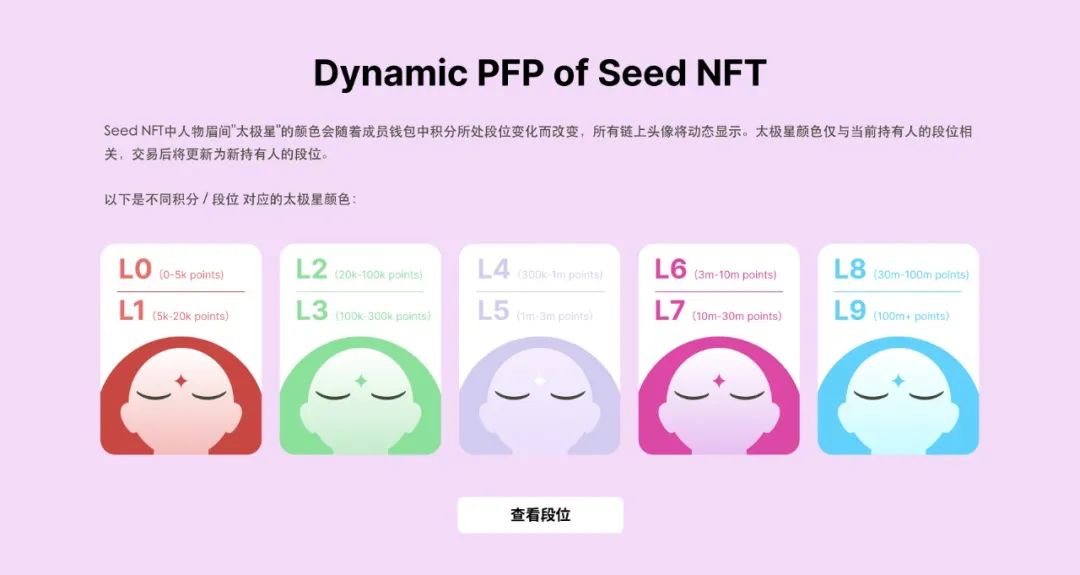 Dynamic PFP of Seed NFT
Seed NFT中人物眉间"太极星"的颜色会随着成员钱包中积分所处段位变化而改变，所有链上头像将动态显示。太极星颜色仅与当前持有人的段位相
关，交易后将更新为新持有人的段位。
以下是不同积分 / 段位 对应的太极星颜色：
L0 (0-5k points)
L1 (5k-20k points)
L2 (20k-100k points)
L3 (100k-300k points)
L4 (300k-1m points)
L5 (1m-3m points)
L6 (3m-10m points)
L7 (10m-30m points)
L8 (30m-100m points)
L9 (100m+ points)
查看段位